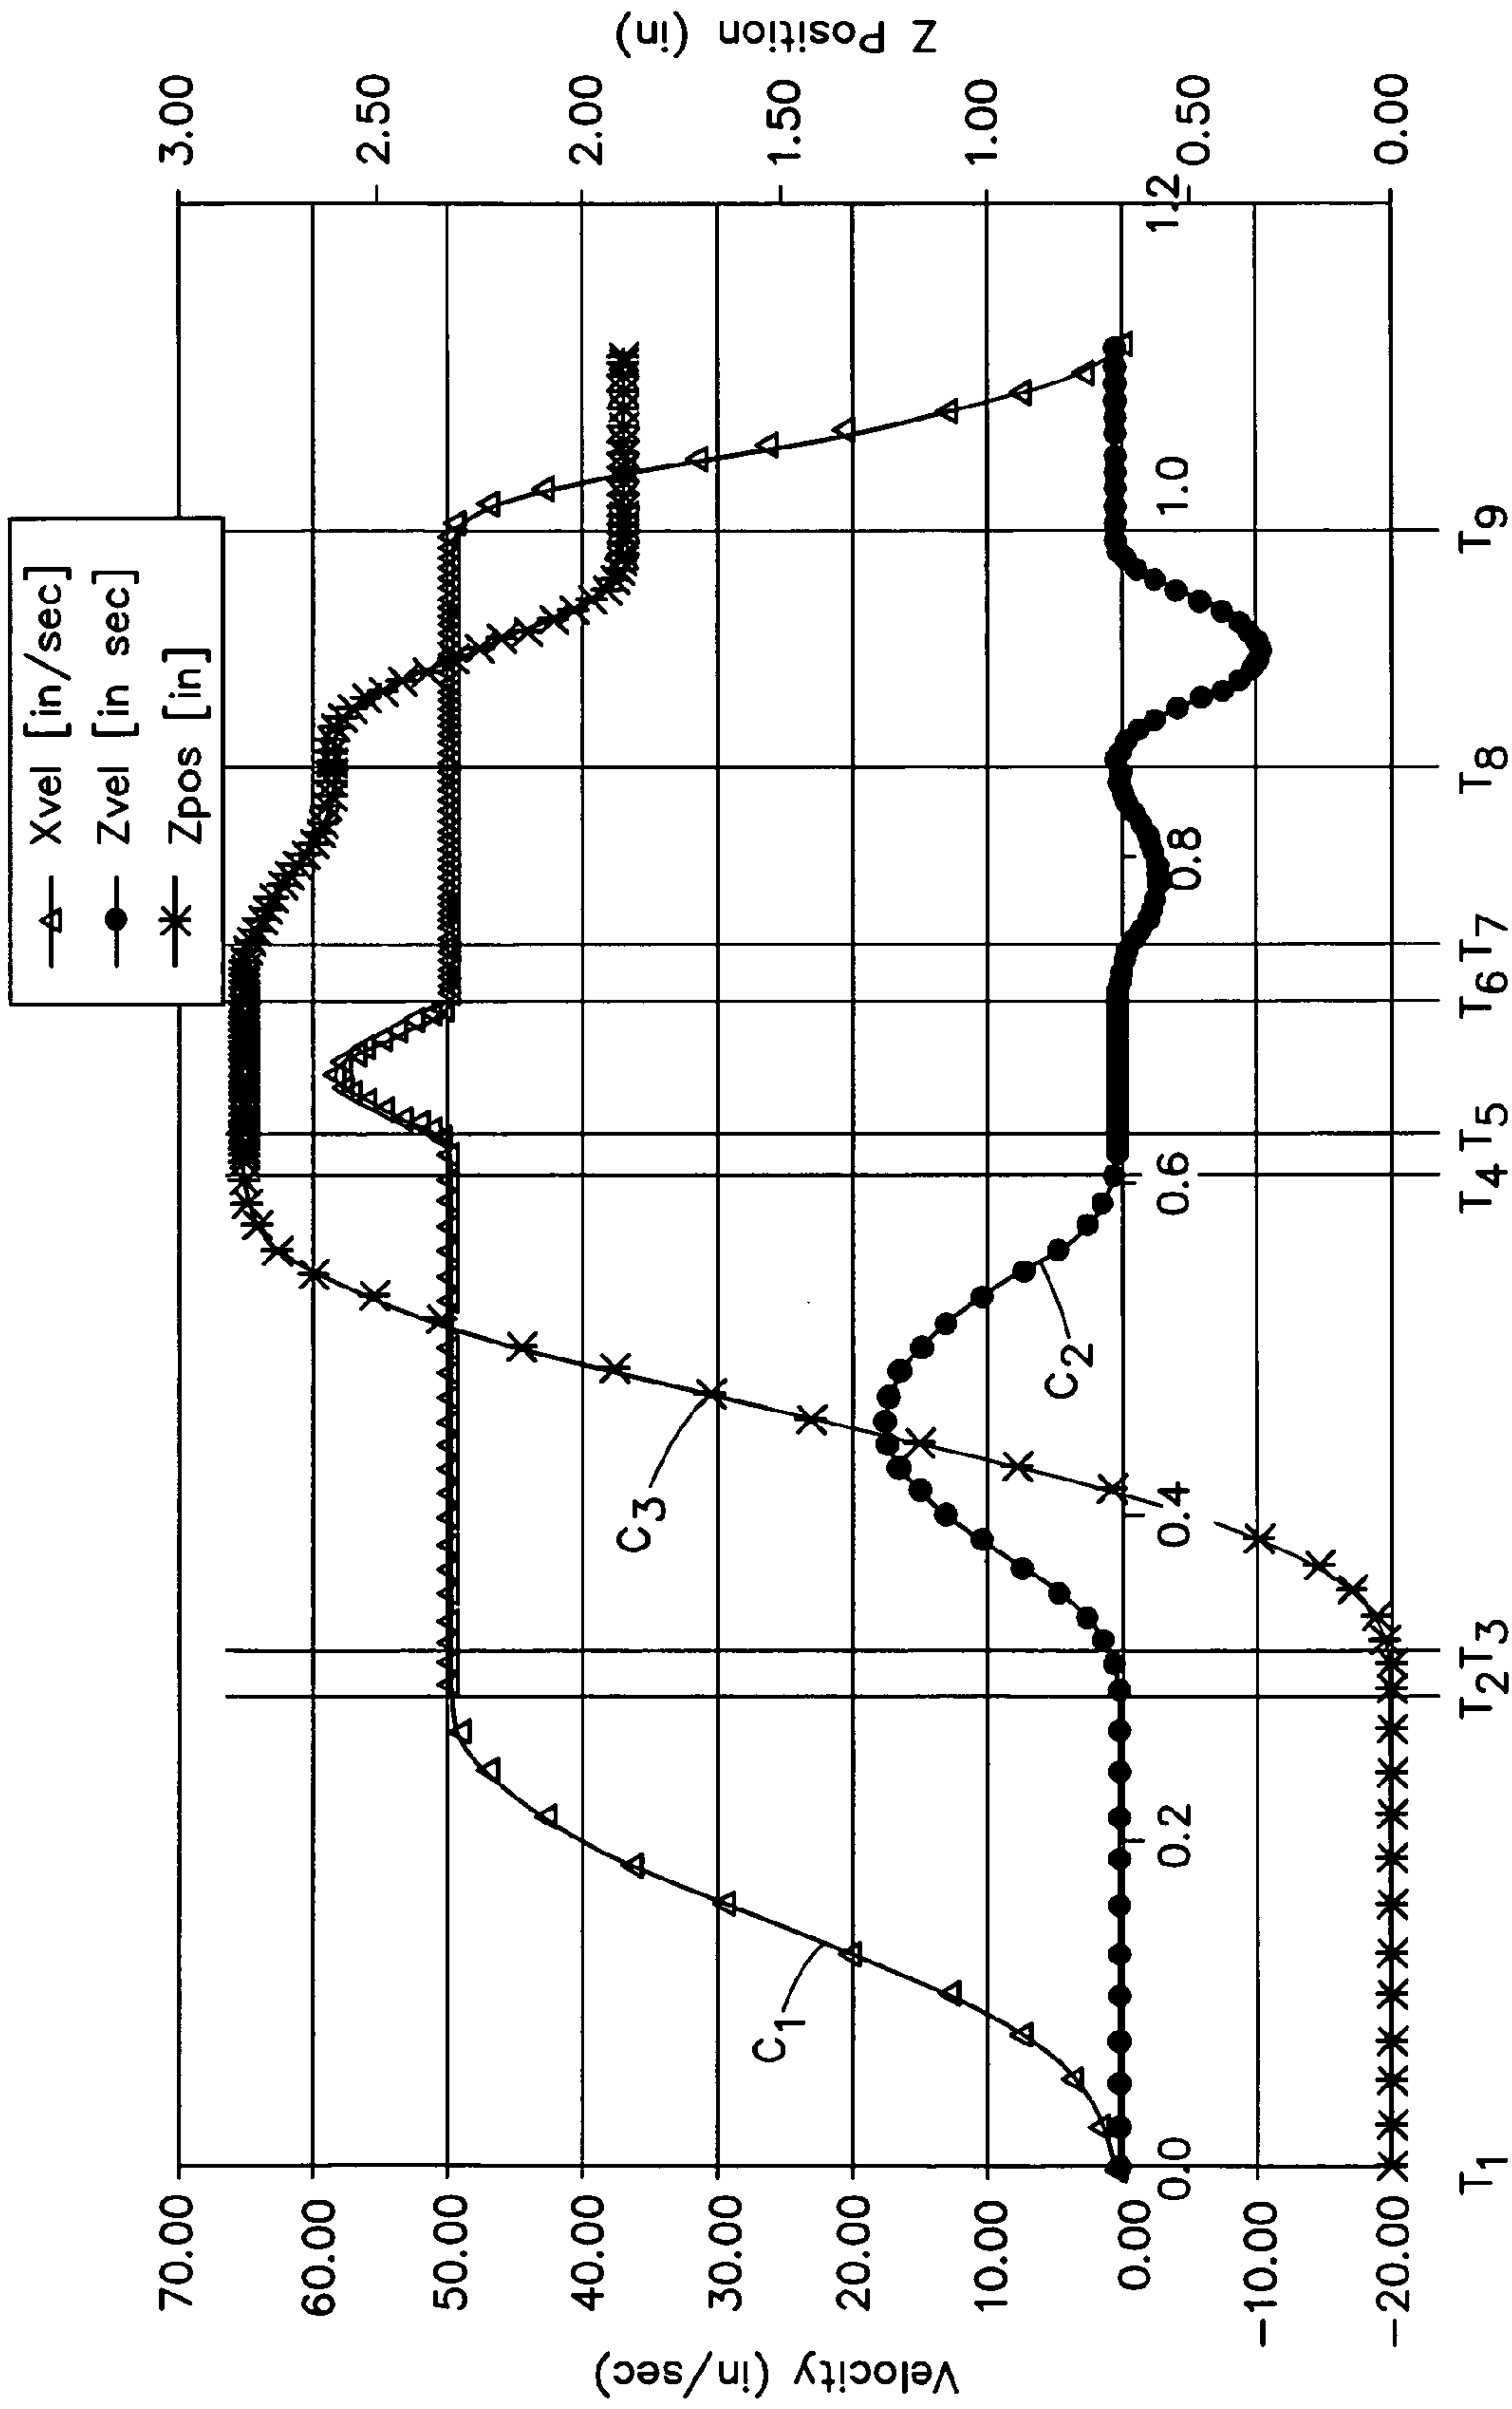 Xvel [in/sec]
Zvel [in sec]
Zpos [in]
Velocity (in/sec)
70.00
60.00
50.00
40.00
30.00
20.00
10.00
0.00
-10.00
-20.00
Z Position (in)
3.00
2.50
2.00
1.50
1.00
0.50
0.00
0.0
0.2
0.4
0.6
0.8
1.0
1.2
C1
C3
C2
T1
T2
T3
T4
T5
T6
T7
T8
T9